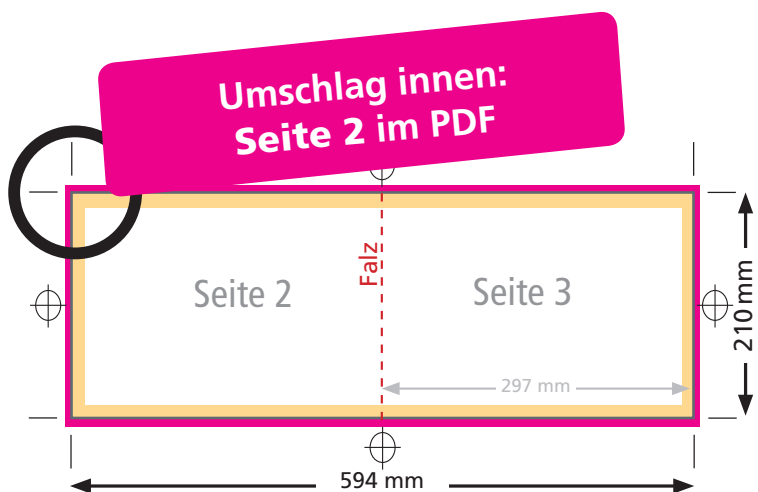 Umschlag innen:
Seite 2 im PDF
Falz
Seite 2
Seite 3
297 mm
210 mm
594 mm